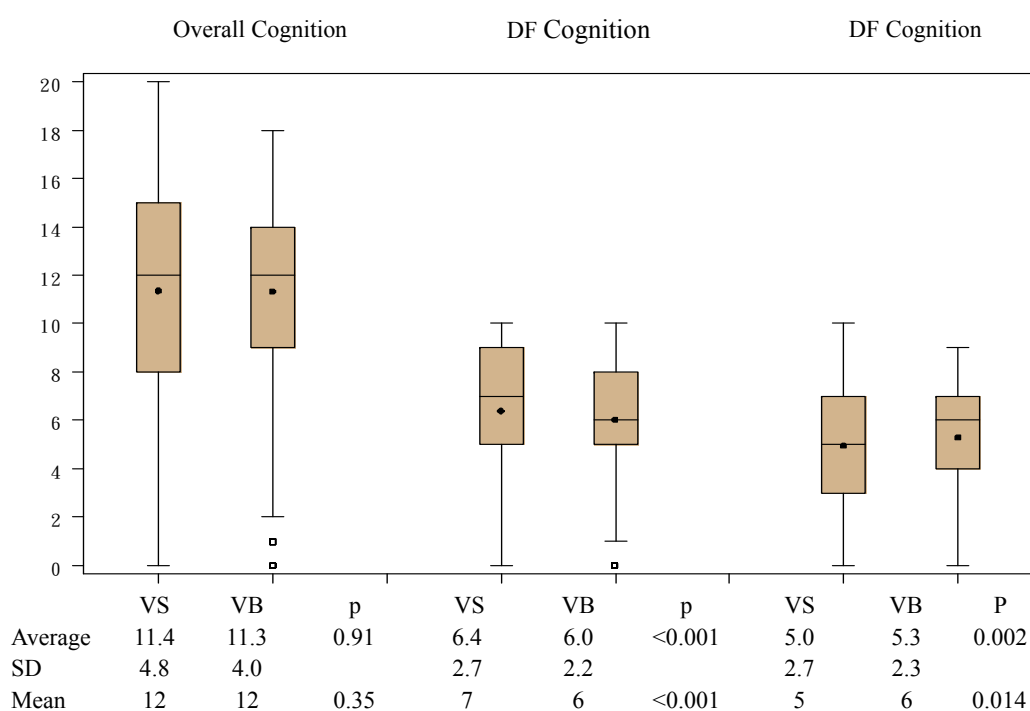 Overall Cognition DF Cognition DF Cognition
20
18
16
14
12
10
8
6
4
2
0
VS VB p VS VB p VS VB P
Average 11.4 11.3 0.91 6.4 6.0 <0.001 5.0 5.3 0.002
SD 4.8 4.0 2.7 2.2 2.7 2.3
Mean 12 12 0.35 7 6 <0.001 5 6 0.014